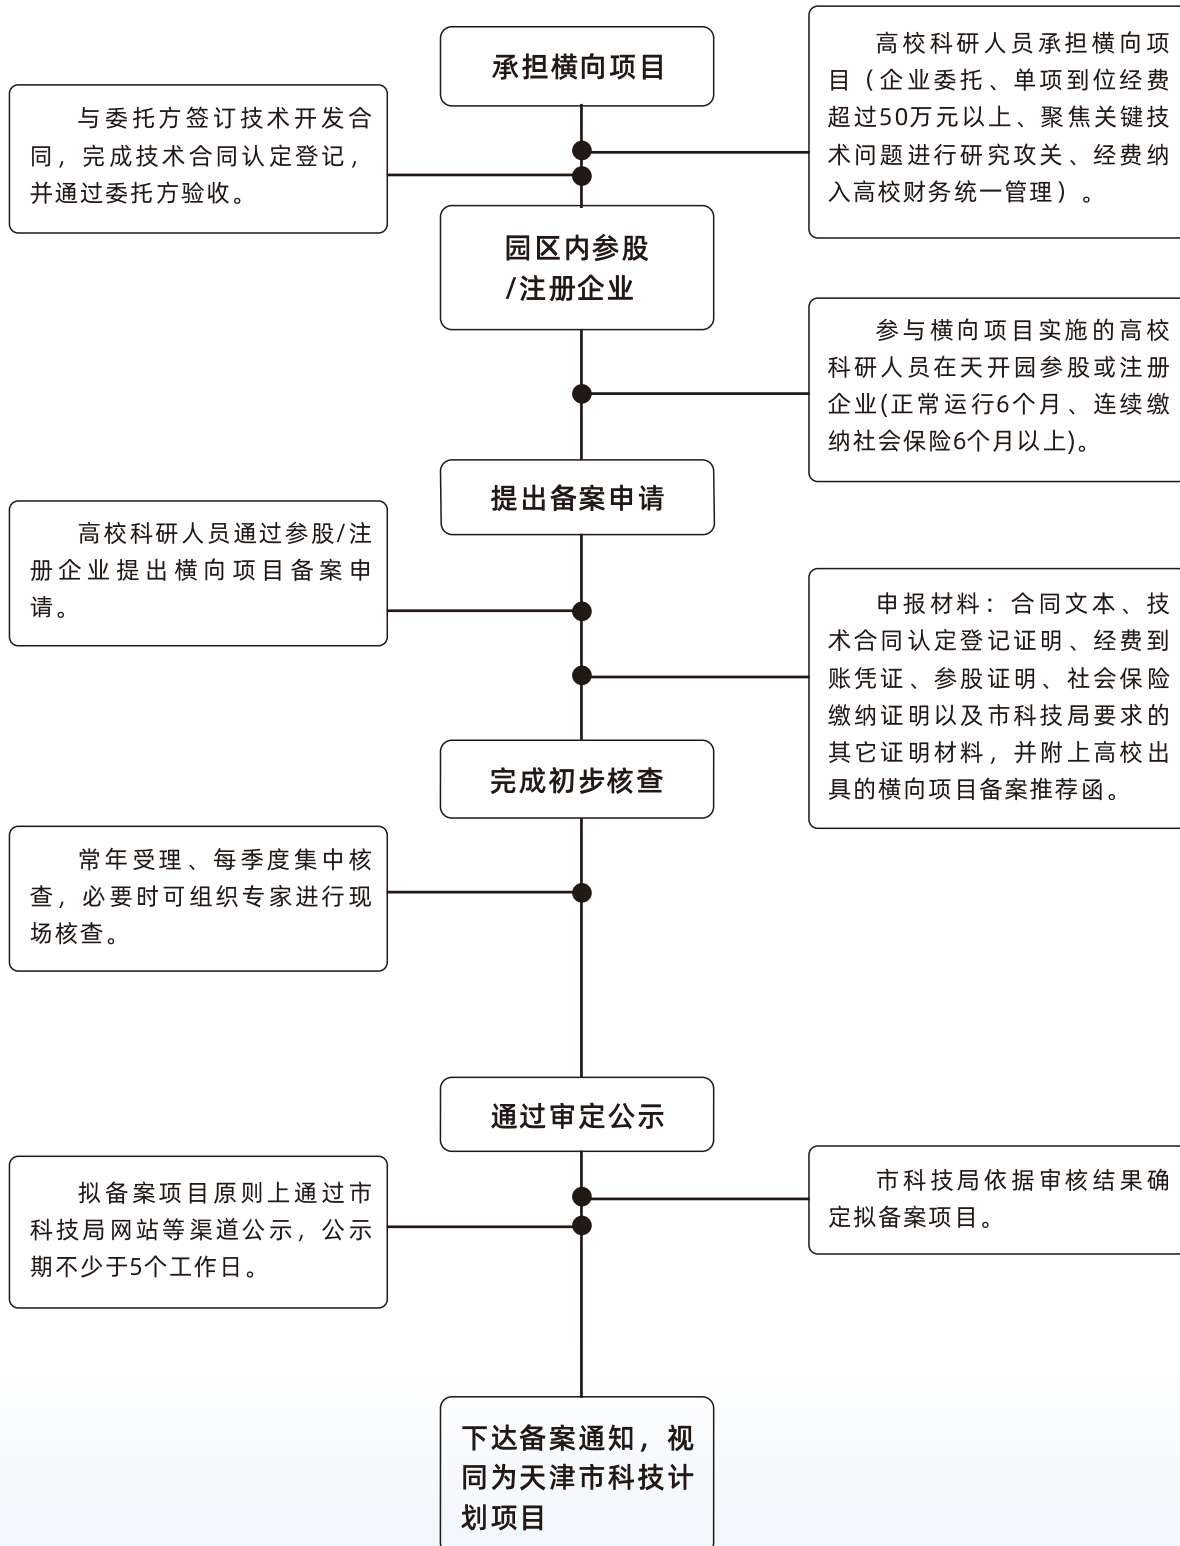 承担横向项目
高校科研人员承担横向项
目（企业委托、单项到位经费
超过50万元以上、聚焦关键技
术问题进行研究攻关、经费纳
入高校财务统一管理）。
与委托方签订技术开发合
同，完成技术合同认定登记，
并通过委托方验收。
园区内参股
/注册企业
参与横向项目实施的高校
科研人员在天开园参股或注册
企业(正常运行6个月、连续缴
纳社会保险6个月以上)。
提出备案申请
高校科研人员通过参股/注
册企业提出横向项目备案申
请。
申报材料：合同文本、技
术合同认定登记证明、经费到
账凭证、参股证明、社会保险
缴纳证明以及市科技局要求的
其它证明材料，并附上高校出
具的横向项目备案推荐函。
完成初步核查
常年受理、每季度集中核
查，必要时可组织专家进行现
场核查。
通过审定公示
市科技局依据审核结果确
定拟备案项目。
拟备案项目原则上通过市
科技局网站等渠道公示，公示
期不少于5个工作日。
下达备案通知，视
同为天津市科技计
划项目